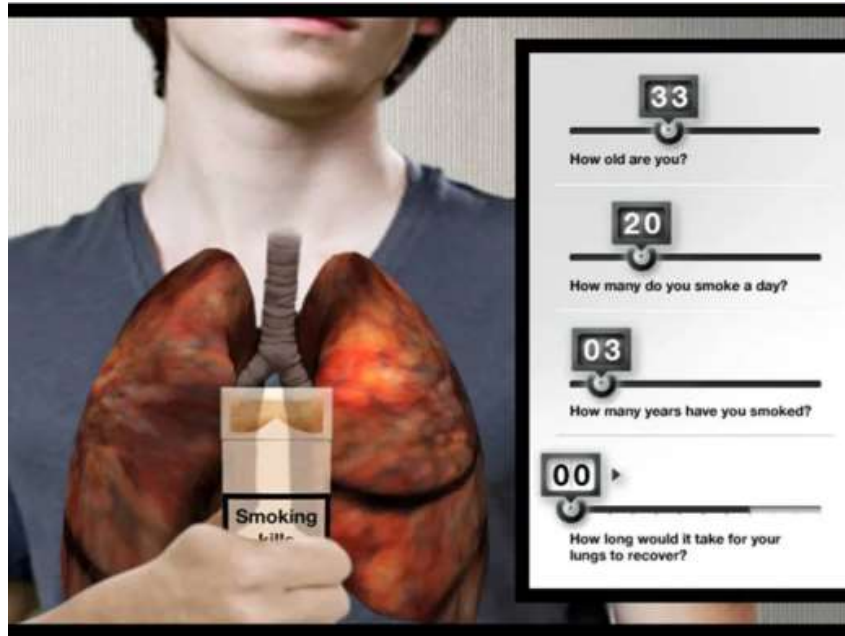 33
How old are you?
20
How many do you smoke a day?
03
How many years have you smoked?
00
How long would it take for your
lungs to recover?
Smoking
kills